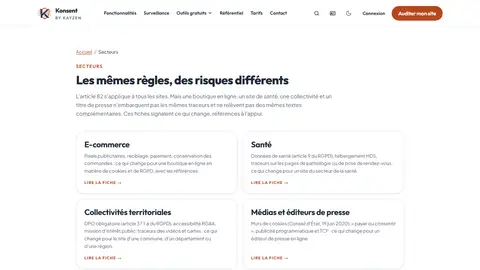 Konsent
BY KAYZEN
Fonctionnalités
Surveillance
Outils gratuits
Référentiel
Tarifs
Contact
Connexion
Auditer mon site
Accueil / Secteurs
SECTEURS
Les mêmes règles, des risques différents
L'article 82 s'applique à tous les sites. Mais une boutique en ligne, un site de santé, une collectivité et un
titre de presse n'embarquent pas les mêmes traceurs et ne relèvent pas des mêmes textes
complémentaires. Ces fiches signalent ce qui change, références à l'appui.
E-commerce
Pixels publicitaires, reciblage, paiement, conservation des
commandes : ce qui change pour une boutique en ligne en
matière de cookies et de RGPD, avec les références.
LIRE LA FICHE →
Santé
Données de santé (article 9 du RGPD), hébergement HDS,
traceurs sur les pages de pathologie ou de prise de rendez-vous :
ce qui change pour un site du secteur de la santé.
LIRE LA FICHE →
Collectivités territoriales
DPO obligatoire (article 37.1.a du RGPD), accessibilité RGAA,
mission d'intérêt public, traceurs des vidéos et cartes : ce qui
change pour le site d'une commune, d'un département ou
d'une région.
LIRE LA FICHE →
Médias et éditeurs de presse
Murs de cookies (Conseil d'État, 19 juin 2020), « payer ou consentir
», publicité programmatique et TCF : ce qui change pour un
éditeur de presse en ligne.
LIRE LA FICHE →